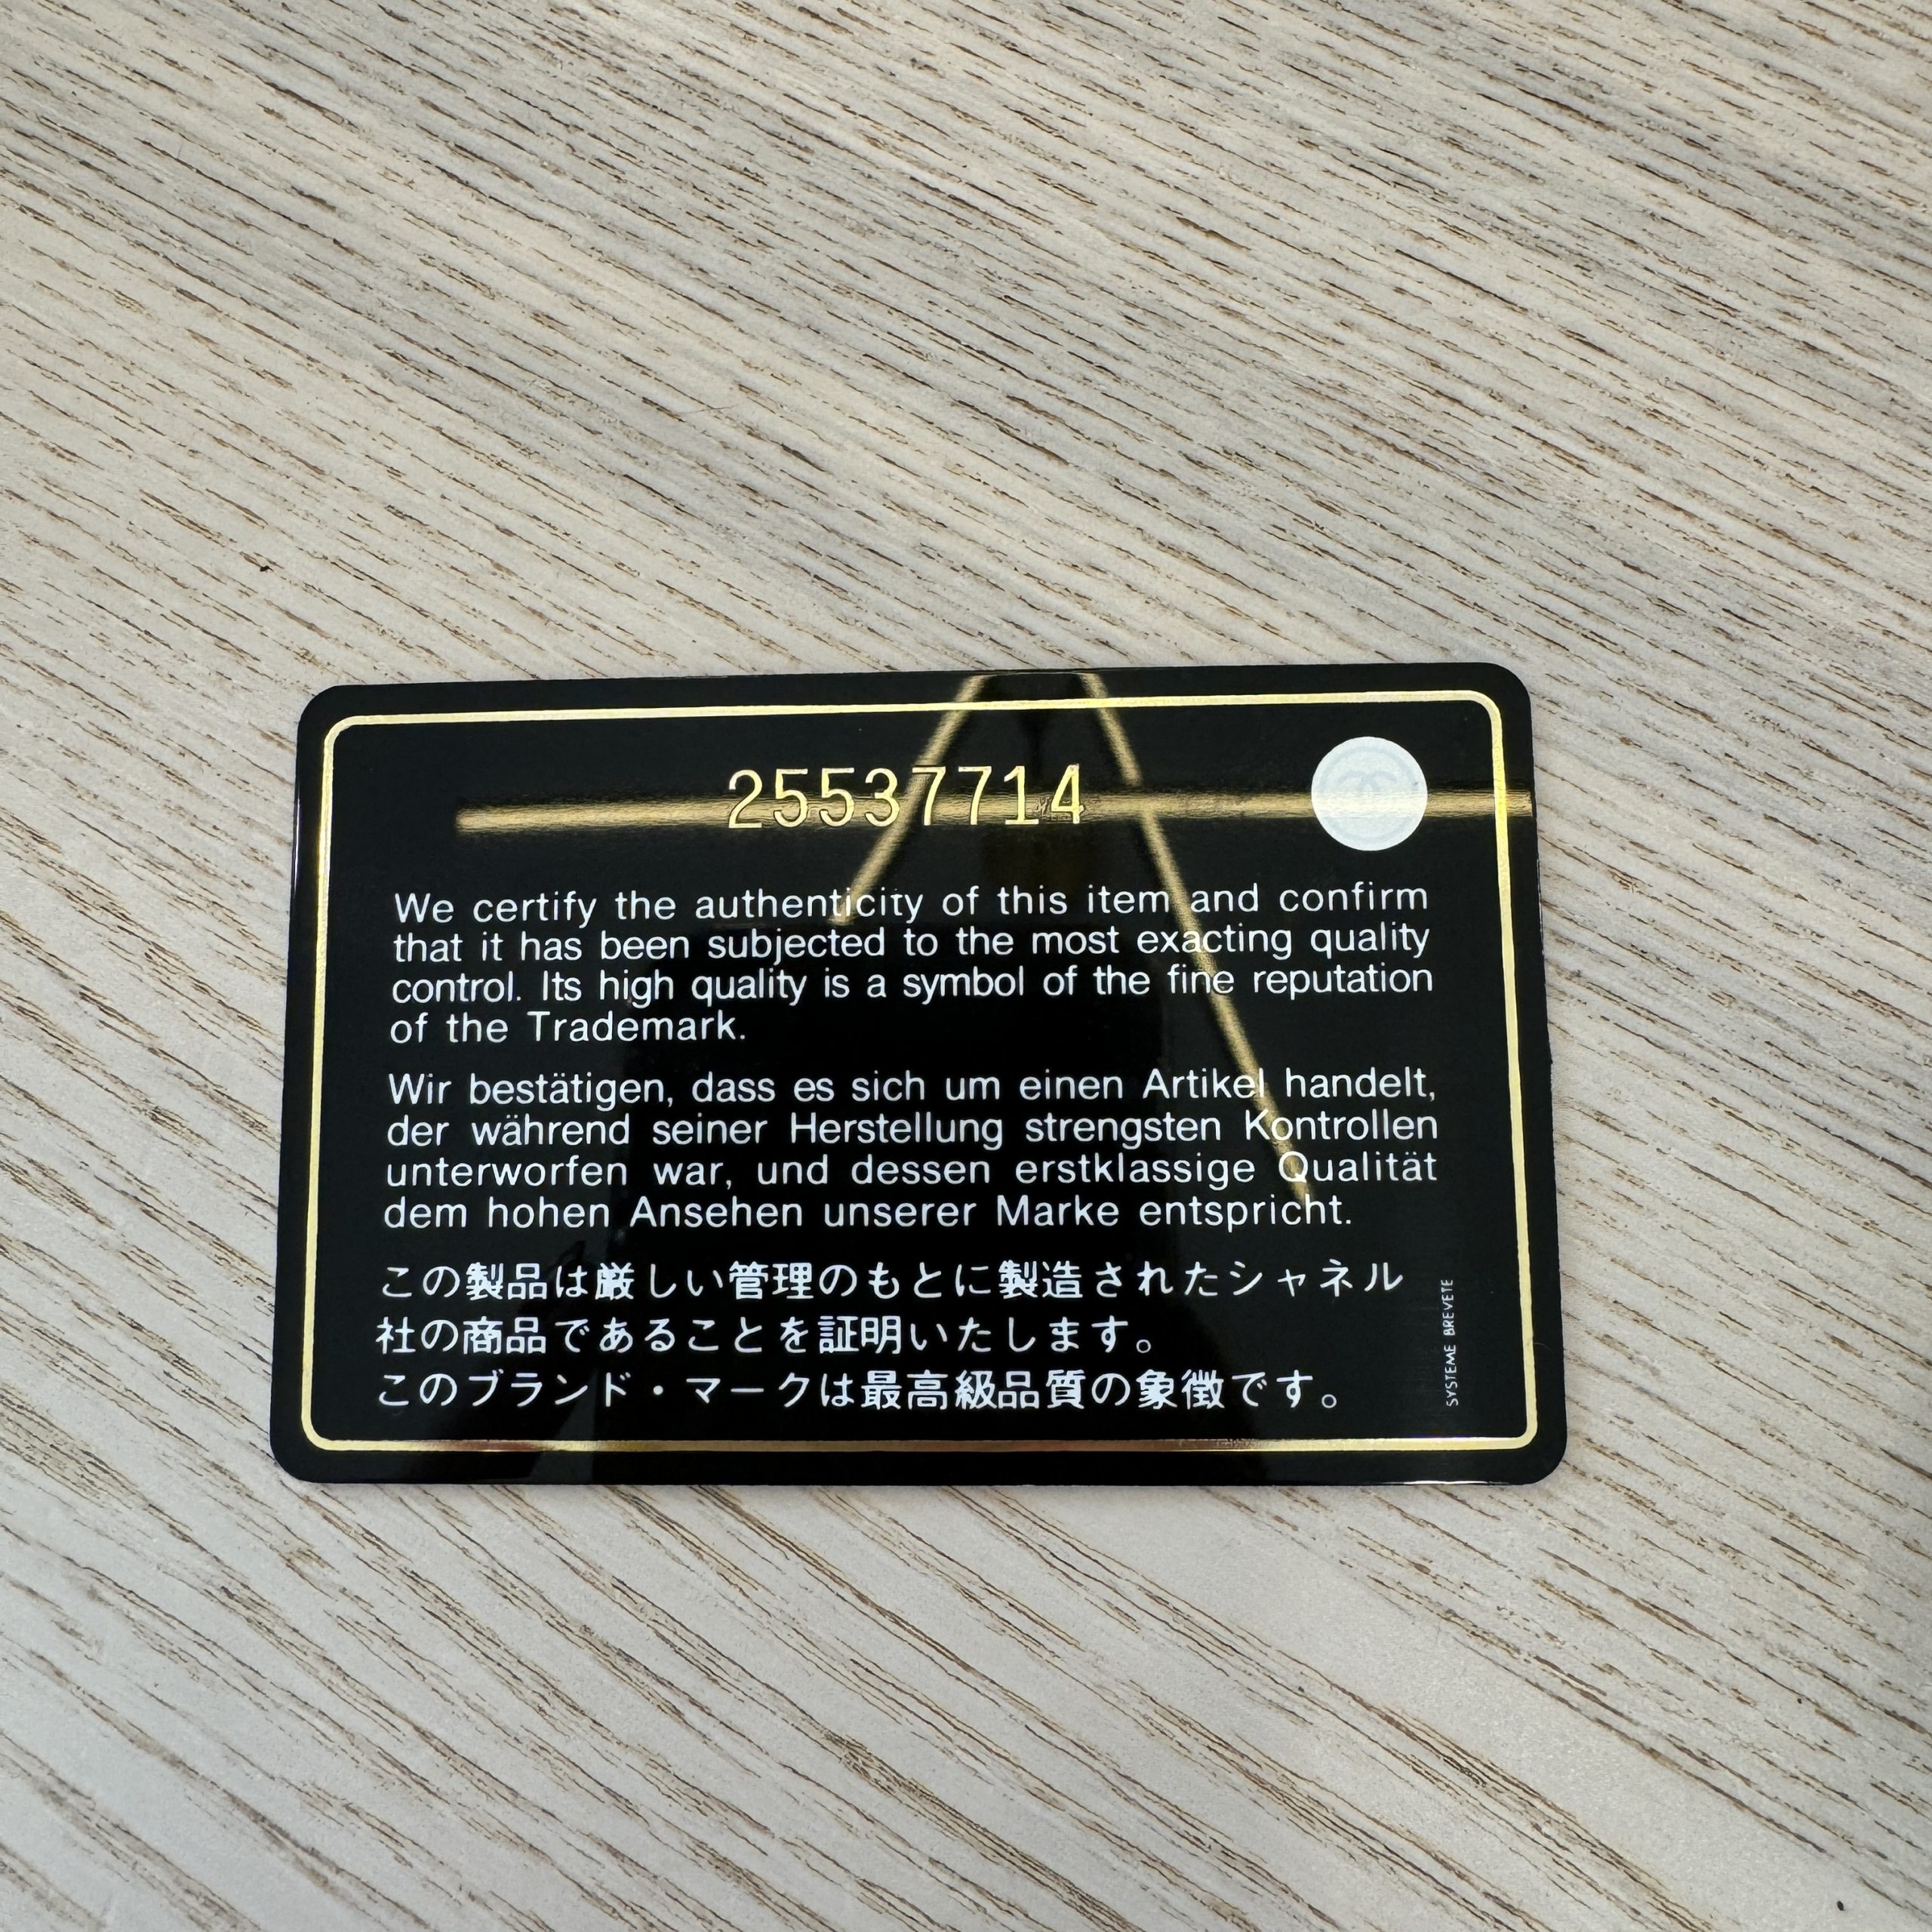 25537714
We certify the authenticity of this item and confirm
that it has been subjected to the most exacting quality
control. Its high quality is a symbol of the fine reputation
of the Trademark.
Wir bestätigen, dass es sich um einen Artikel handelt,
der während seiner Herstellung strengsten Kontrollen
unterworfen war, und dessen erstklassige Qualität
dem hohen Ansehen unserer Marke entspricht.
この製品は厳しい管理のもとに製造されたシャネル
社の商品であることを証明いたします。
このブランド・マークは最高級品質の象徴です。
SYSTEME BREVETE